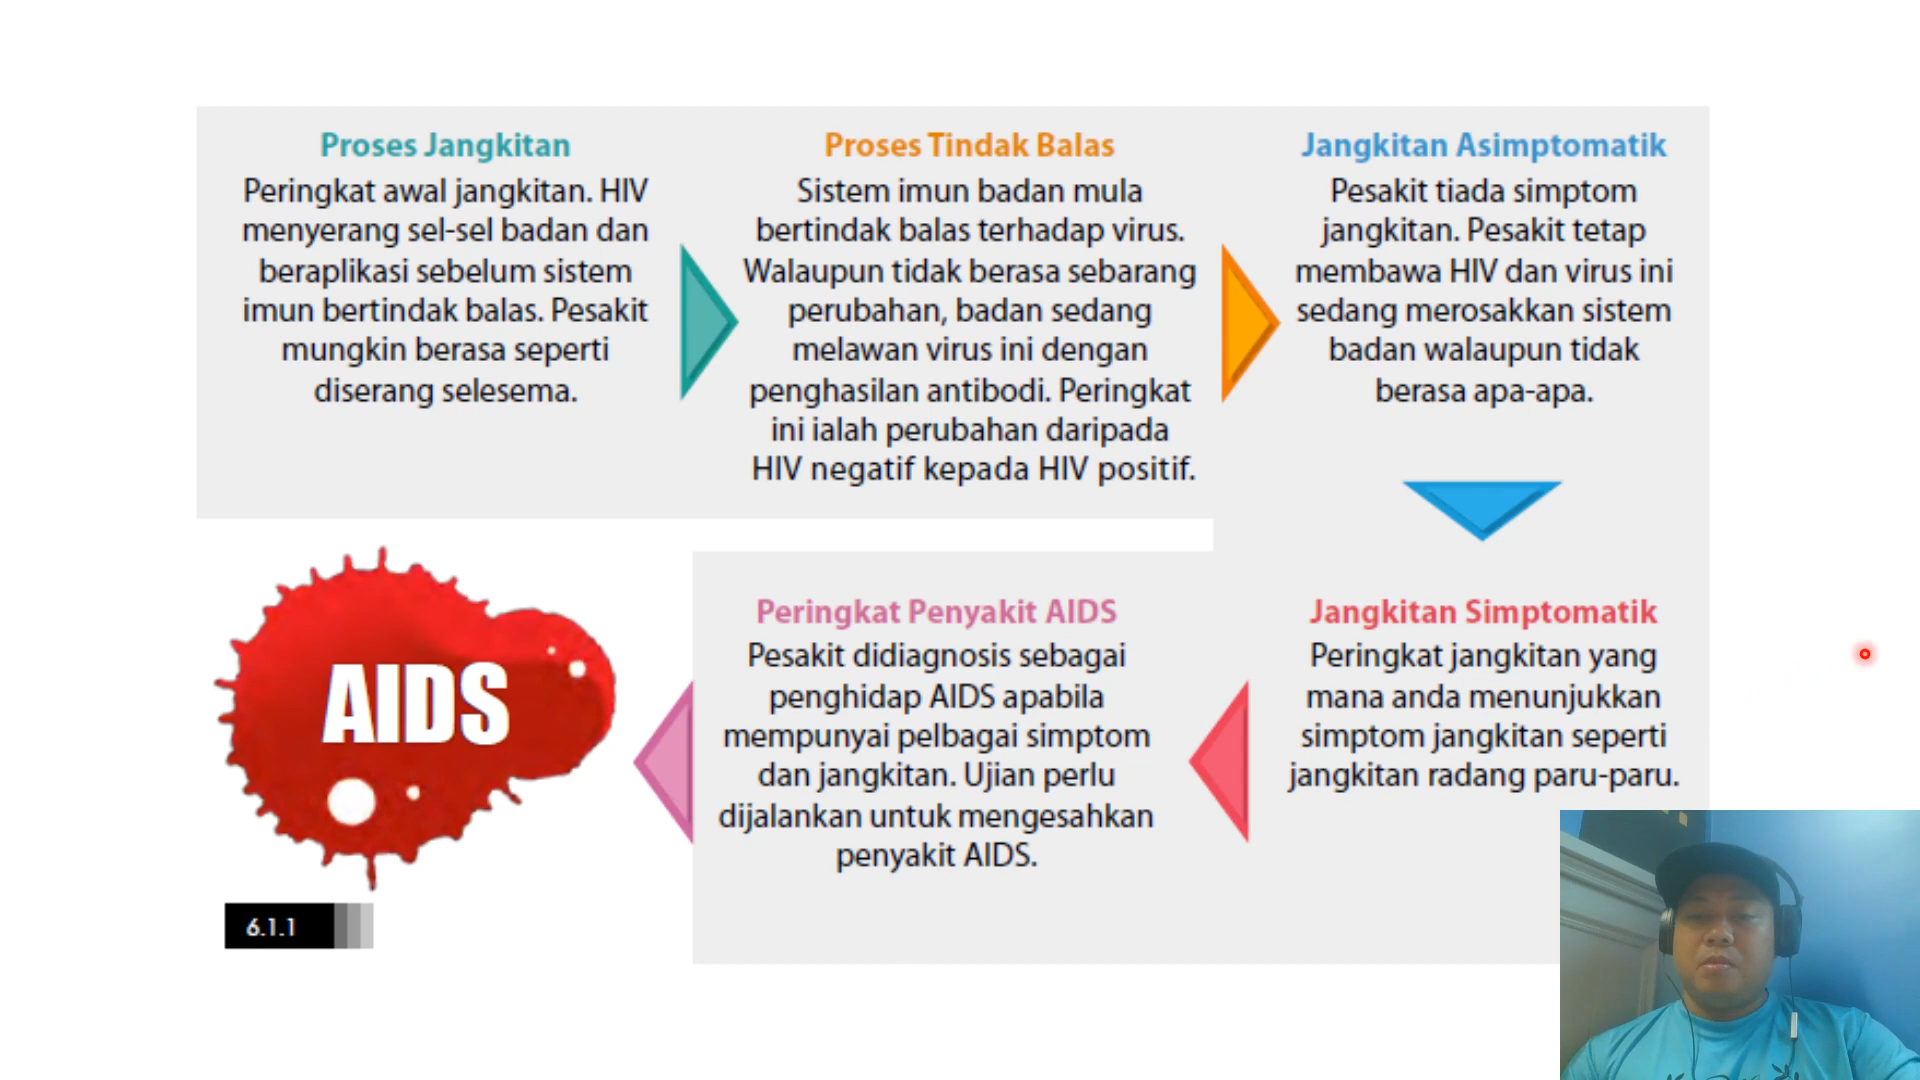 Proses Jangkitan
Peringkat awal jangkitan. HIV
menyerang sel-sel badan dan
beraplikasi sebelum sistem
imun bertindak balas. Pesakit
mungkin berasa seperti
diserang selesema.
Proses Tindak Balas
Sistem imun badan mula
bertindak balas terhadap virus.
Walaupun tidak berasa sebarang
perubahan, badan sedang
melawan virus ini dengan
penghasilan antibodi. Peringkat
ini ialah perubahan daripada
HIV negatif kepada HIV positif.
Jangkitan Asimptomatik
Pesakit tiada simptom
jangkitan. Pesakit tetap
membawa HIV dan virus ini
sedang merosakkan sistem
badan walaupun tidak
berasa apa-apa.
Jangkitan Simptomatik
Peringkat jangkitan yang
mana anda menunjukkan
simptom jangkitan seperti
jangkitan radang paru-paru.
Peringkat Penyakit AIDS
Pesakit didiagnosis sebagai
penghidap AIDS apabila
mempunyai pelbagai simptom
dan jangkitan. Ujian perlu
dijalankan untuk mengesahkan
penyakit AIDS.
AIDS
6.1.1